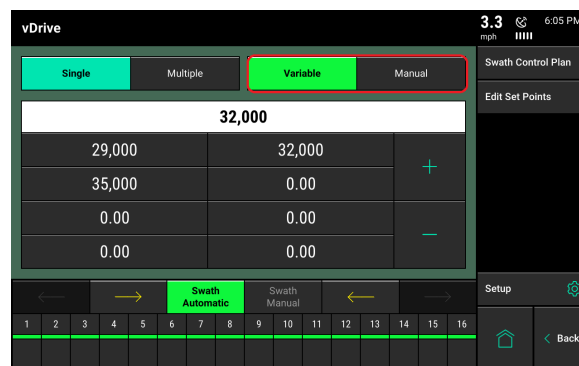 vDrive
3.3
mph
6:05 PM
Single
Multiple
Variable
Manual
Swath Control Plan
Edit Set Points
32,000
29,000
32,000
35,000
0.00
0.00
0.00
0.00
0.00
+
−
Swath
Automatic
Swath
Manual
Setup
1 2 3 4 5 6 7 8 9 10 11 12 13 14 15 16
Back